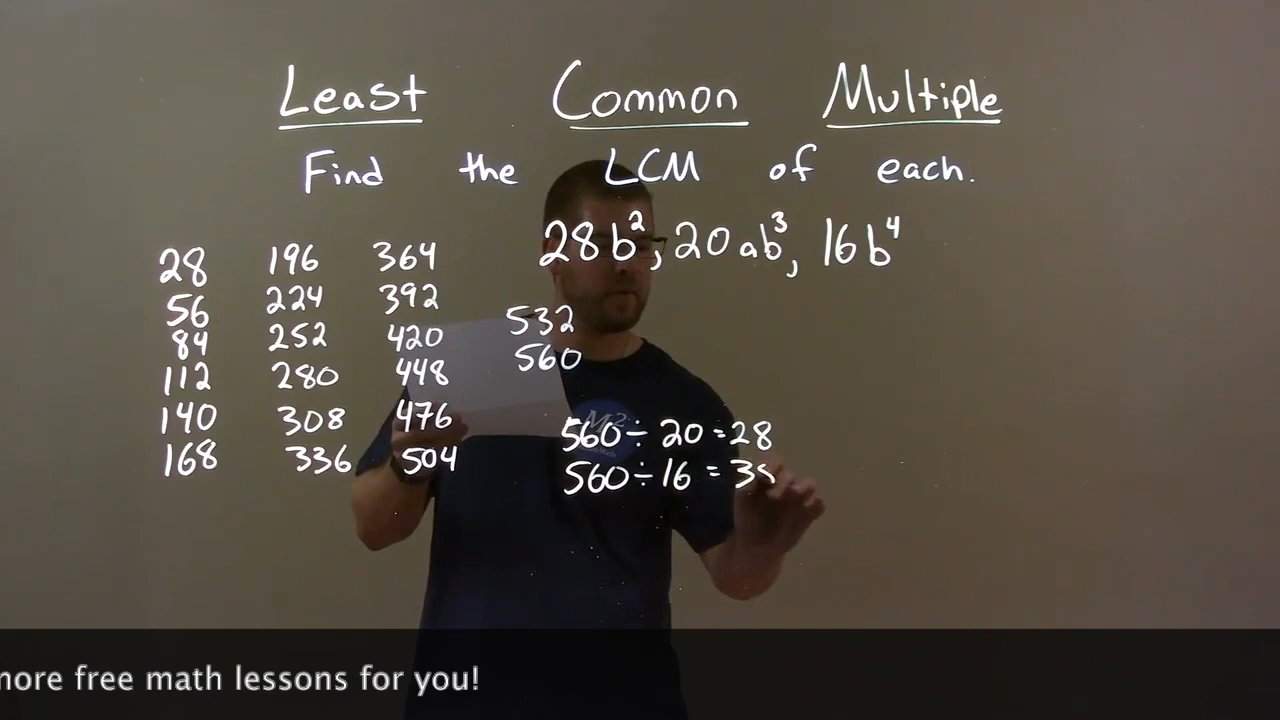 Least Common Multiple
Find the LCM of each.
28b², 20ab³, 16b⁴
28 196 364
56 224 392
84 252 420 532
112 280 448 560
140 308 476
168 336 504
560 ÷ 20 = 28
560 ÷ 16 = 35
more free math lessons for you!